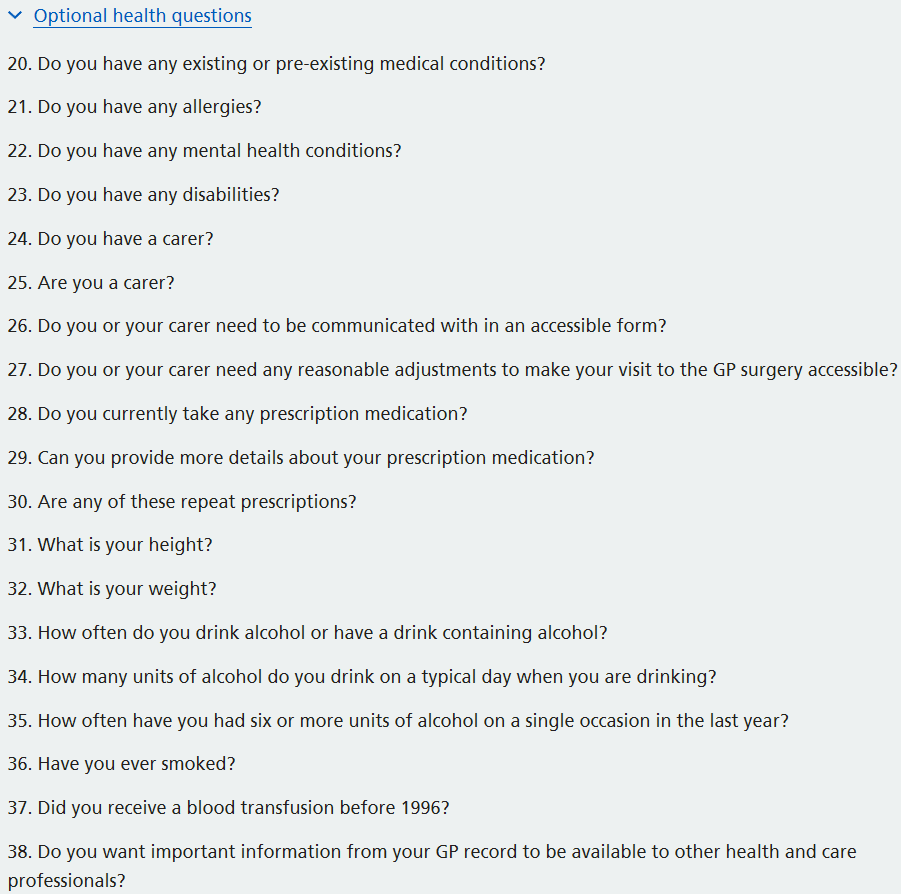 Optional health questions
20. Do you have any existing or pre-existing medical conditions?
21. Do you have any allergies?
22. Do you have any mental health conditions?
23. Do you have any disabilities?
24. Do you have a carer?
25. Are you a carer?
26. Do you or your carer need to be communicated with in an accessible form?
27. Do you or your carer need any reasonable adjustments to make your visit to the GP surgery accessible?
28. Do you currently take any prescription medication?
29. Can you provide more details about your prescription medication?
30. Are any of these repeat prescriptions?
31. What is your height?
32. What is your weight?
33. How often do you drink alcohol or have a drink containing alcohol?
34. How many units of alcohol do you drink on a typical day when you are drinking?
35. How often have you had six or more units of alcohol on a single occasion in the last year?
36. Have you ever smoked?
37. Did you receive a blood transfusion before 1996?
38. Do you want important information from your GP record to be available to other health and care
professionals?